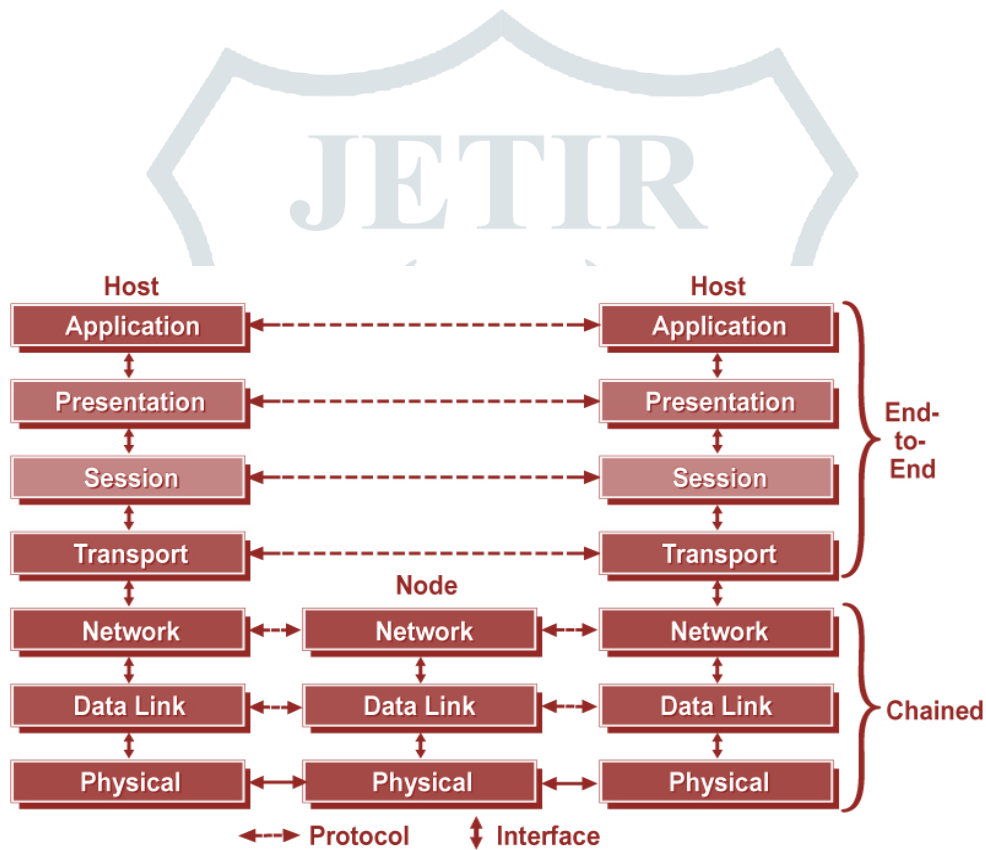 JETIR
Host Host
Application Application
Presentation Presentation
End-
to-
End
Session Session
Transport Transport
Node
Network Network Network
Data Link Data Link Data Link
Chained
Physical Physical Physical
Protocol Interface